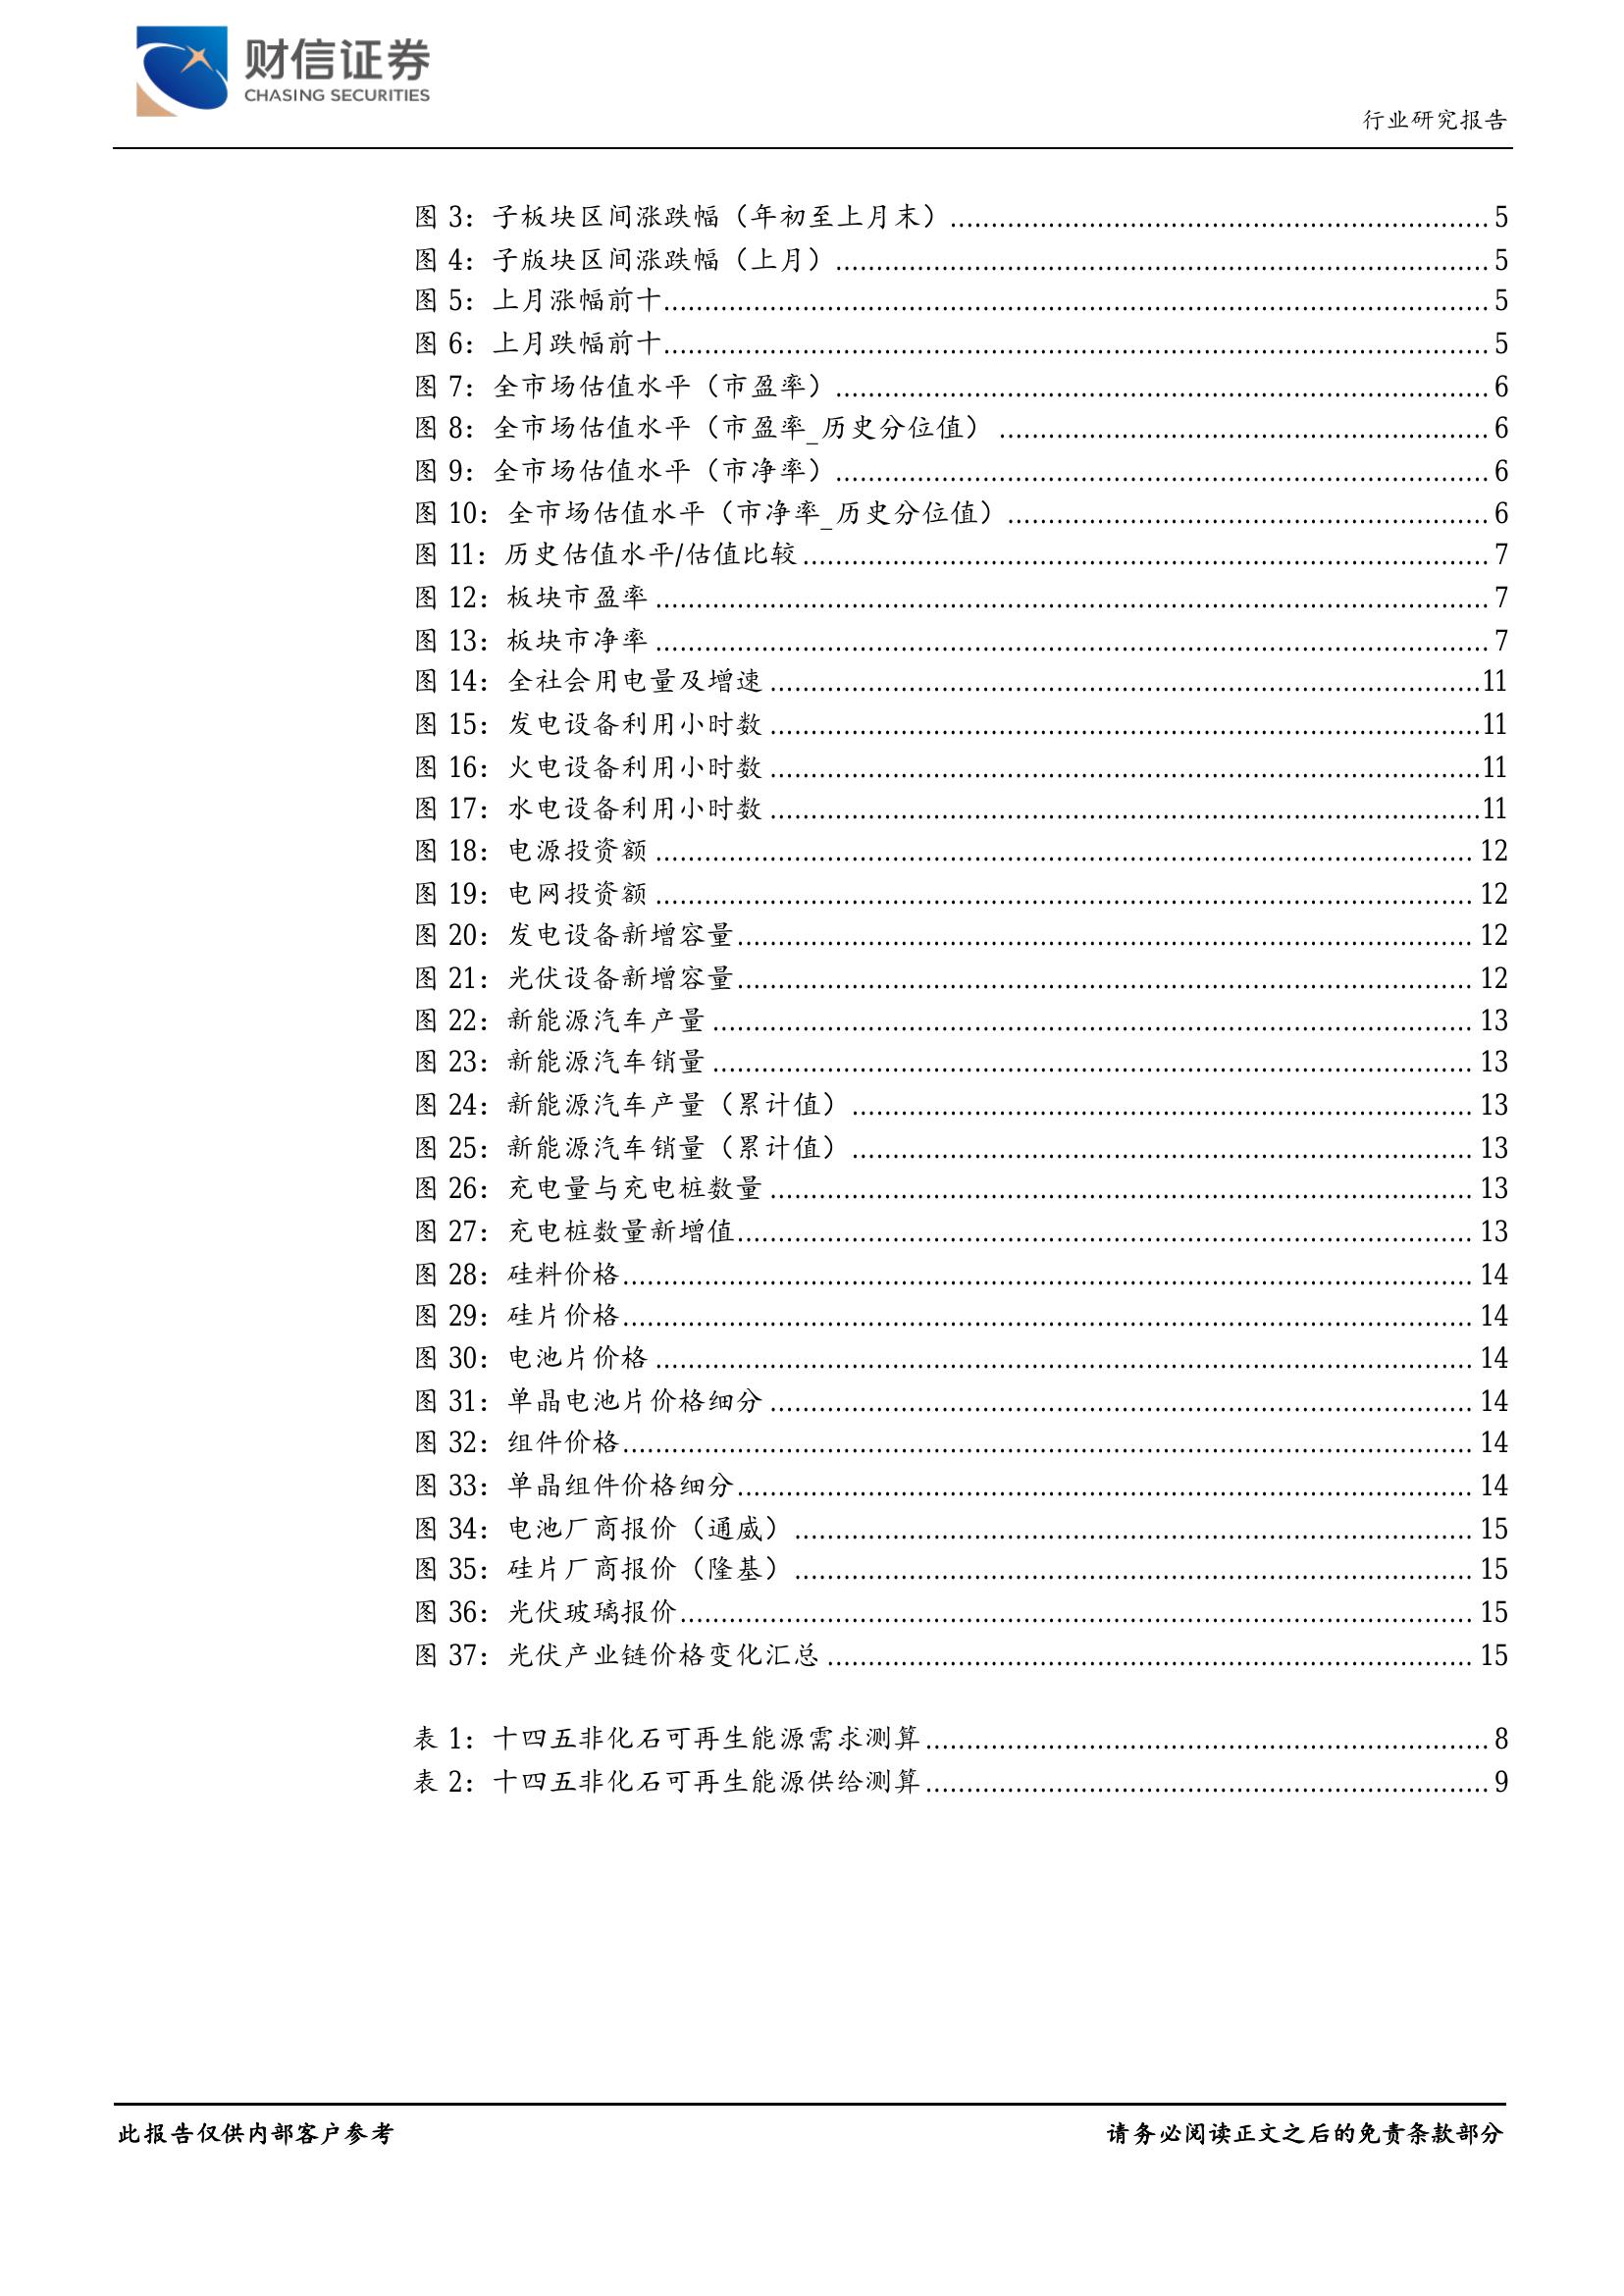 财信证券
CHASING SECURITIES
行业研究报告
图 3：子板块区间涨跌幅（年初至上月末）........................................ 5
图 4：子版块区间涨跌幅（上月）........................................ 5
图 5：上月涨幅前十........................................ 5
图 6：上月跌幅前十........................................ 5
图 7：全市场估值水平（市盈率）........................................ 6
图 8：全市场估值水平（市盈率_历史分位值）........................................ 6
图 9：全市场估值水平（市净率）........................................ 6
图 10：全市场估值水平（市净率_历史分位值）........................................ 6
图 11：历史估值水平/估值比较........................................ 7
图 12：板块市盈率........................................ 7
图 13：板块市净率........................................ 7
图 14：全社会用电量及增速........................................11
图 15：发电设备利用小时数........................................11
图 16：火电设备利用小时数........................................11
图 17：水电设备利用小时数........................................11
图 18：电源投资额........................................ 12
图 19：电网投资额........................................ 12
图 20：发电设备新增容量........................................ 12
图 21：光伏设备新增容量........................................ 12
图 22：新能源汽车产量........................................ 13
图 23：新能源汽车销量........................................ 13
图 24：新能源汽车产量（累计值）........................................ 13
图 25：新能源汽车销量（累计值）........................................ 13
图 26：充电量与充电桩数量........................................ 13
图 27：充电桩数量新增值........................................ 13
图 28：硅料价格........................................ 14
图 29：硅片价格........................................ 14
图 30：电池片价格........................................ 14
图 31：单晶电池片价格细分........................................ 14
图 32：组件价格........................................ 14
图 33：单晶组件价格细分........................................ 14
图 34：电池厂商报价（通威）........................................ 15
图 35：硅片厂商报价（隆基）........................................ 15
图 36：光伏玻璃报价........................................ 15
图 37：光伏产业链价格变化汇总........................................ 15
表 1：十四五非化石可再生能源需求测算........................................ 8
表 2：十四五非化石可再生能源供给测算........................................ 9
此报告仅供内部客户参考
请务必阅读正文之后的免责条款部分